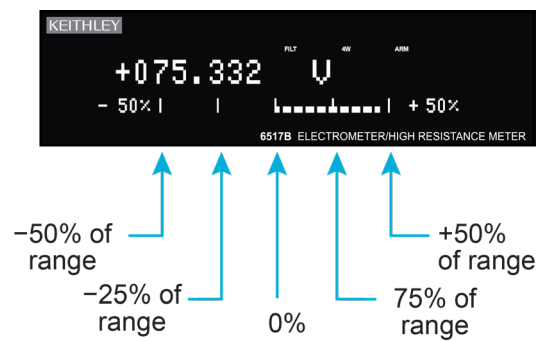 KEITHLEY
FILT 4W ARM
+075.332 V
- 50% + 50%
6517B ELECTROMETER/HIGH RESISTANCE METER
−50% of
range
−25% of
range
0%
75% of
range
+50%
of range